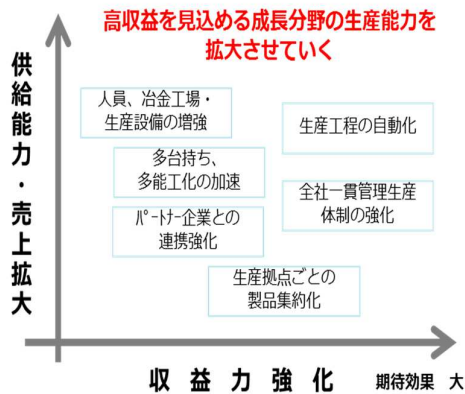 高収益を見込める成長分野の生産能力を
拡大させていく
供給能力・売上拡大
人員、冶金工場・
生産設備の増強
生産工程の自動化
多台持ち、
多能工化の加速
全社一貫管理生産
体制の強化
ﾊﾟｰﾄﾅｰ企業との
連携強化
生産拠点ごとの
製品集約化
収益力強化
期待効果 大